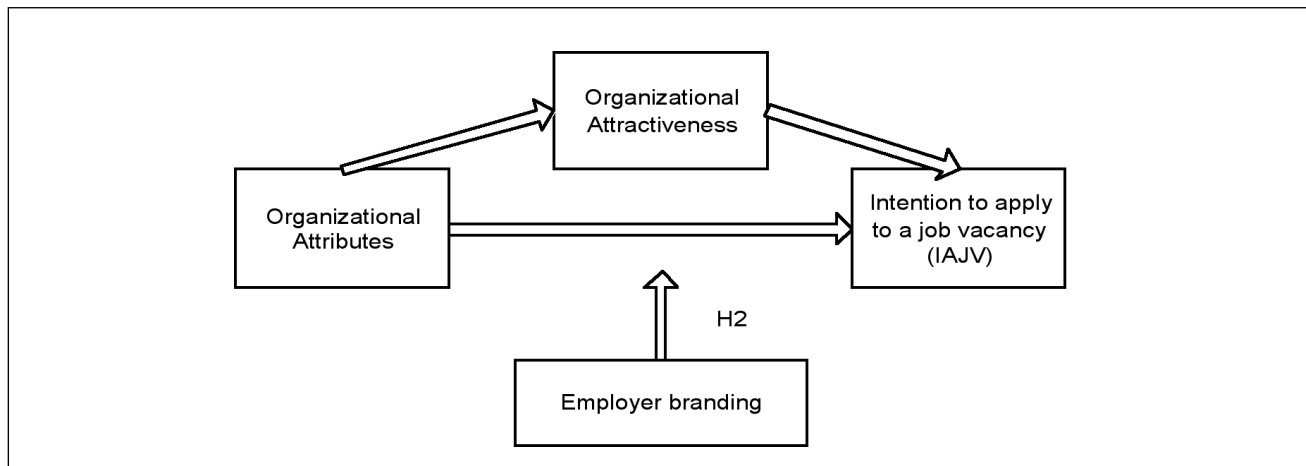 Organizational
Attractiveness
Organizational
Attributes
Intention to apply
to a job vacancy
(IAJV)
H2
Employer branding